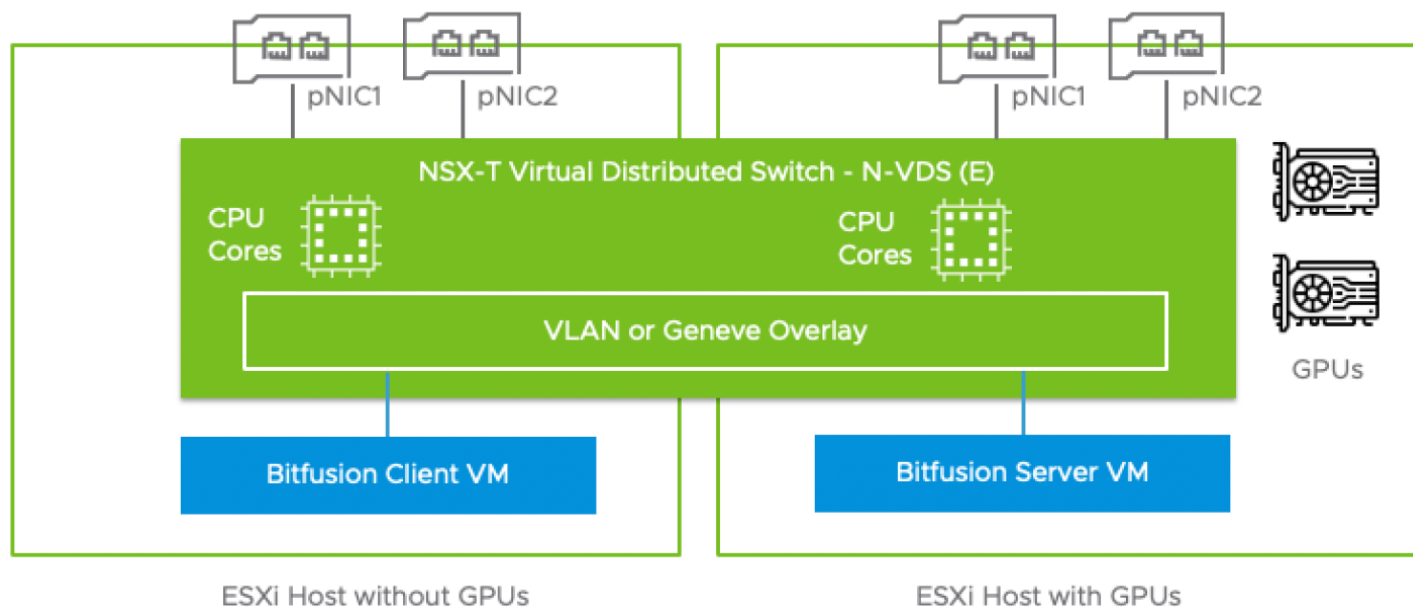 pNIC1
pNIC2
pNIC1
pNIC2
NSX-T Virtual Distributed Switch - N-VDS (E)
CPU
Cores
CPU
Cores
VLAN or Geneve Overlay
GPUs
Bitfusion Client VM
Bitfusion Server VM
ESXi Host without GPUs
ESXi Host with GPUs